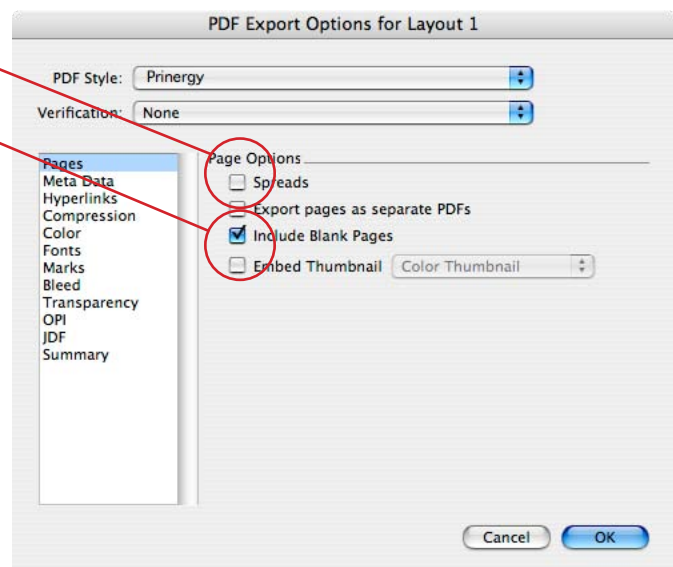 PDF Export Options for Layout 1
PDF Style: Prinergy
Verification: None
Pages
Meta Data
Hyperlinks
Compression
Color
Fonts
Marks
Bleed
Transparency
OPI
JDF
Summary
Page Options
Spreads
Export pages as separate PDFs
Include Blank Pages
Embed Thumbnail Color Thumbnail
Cancel OK